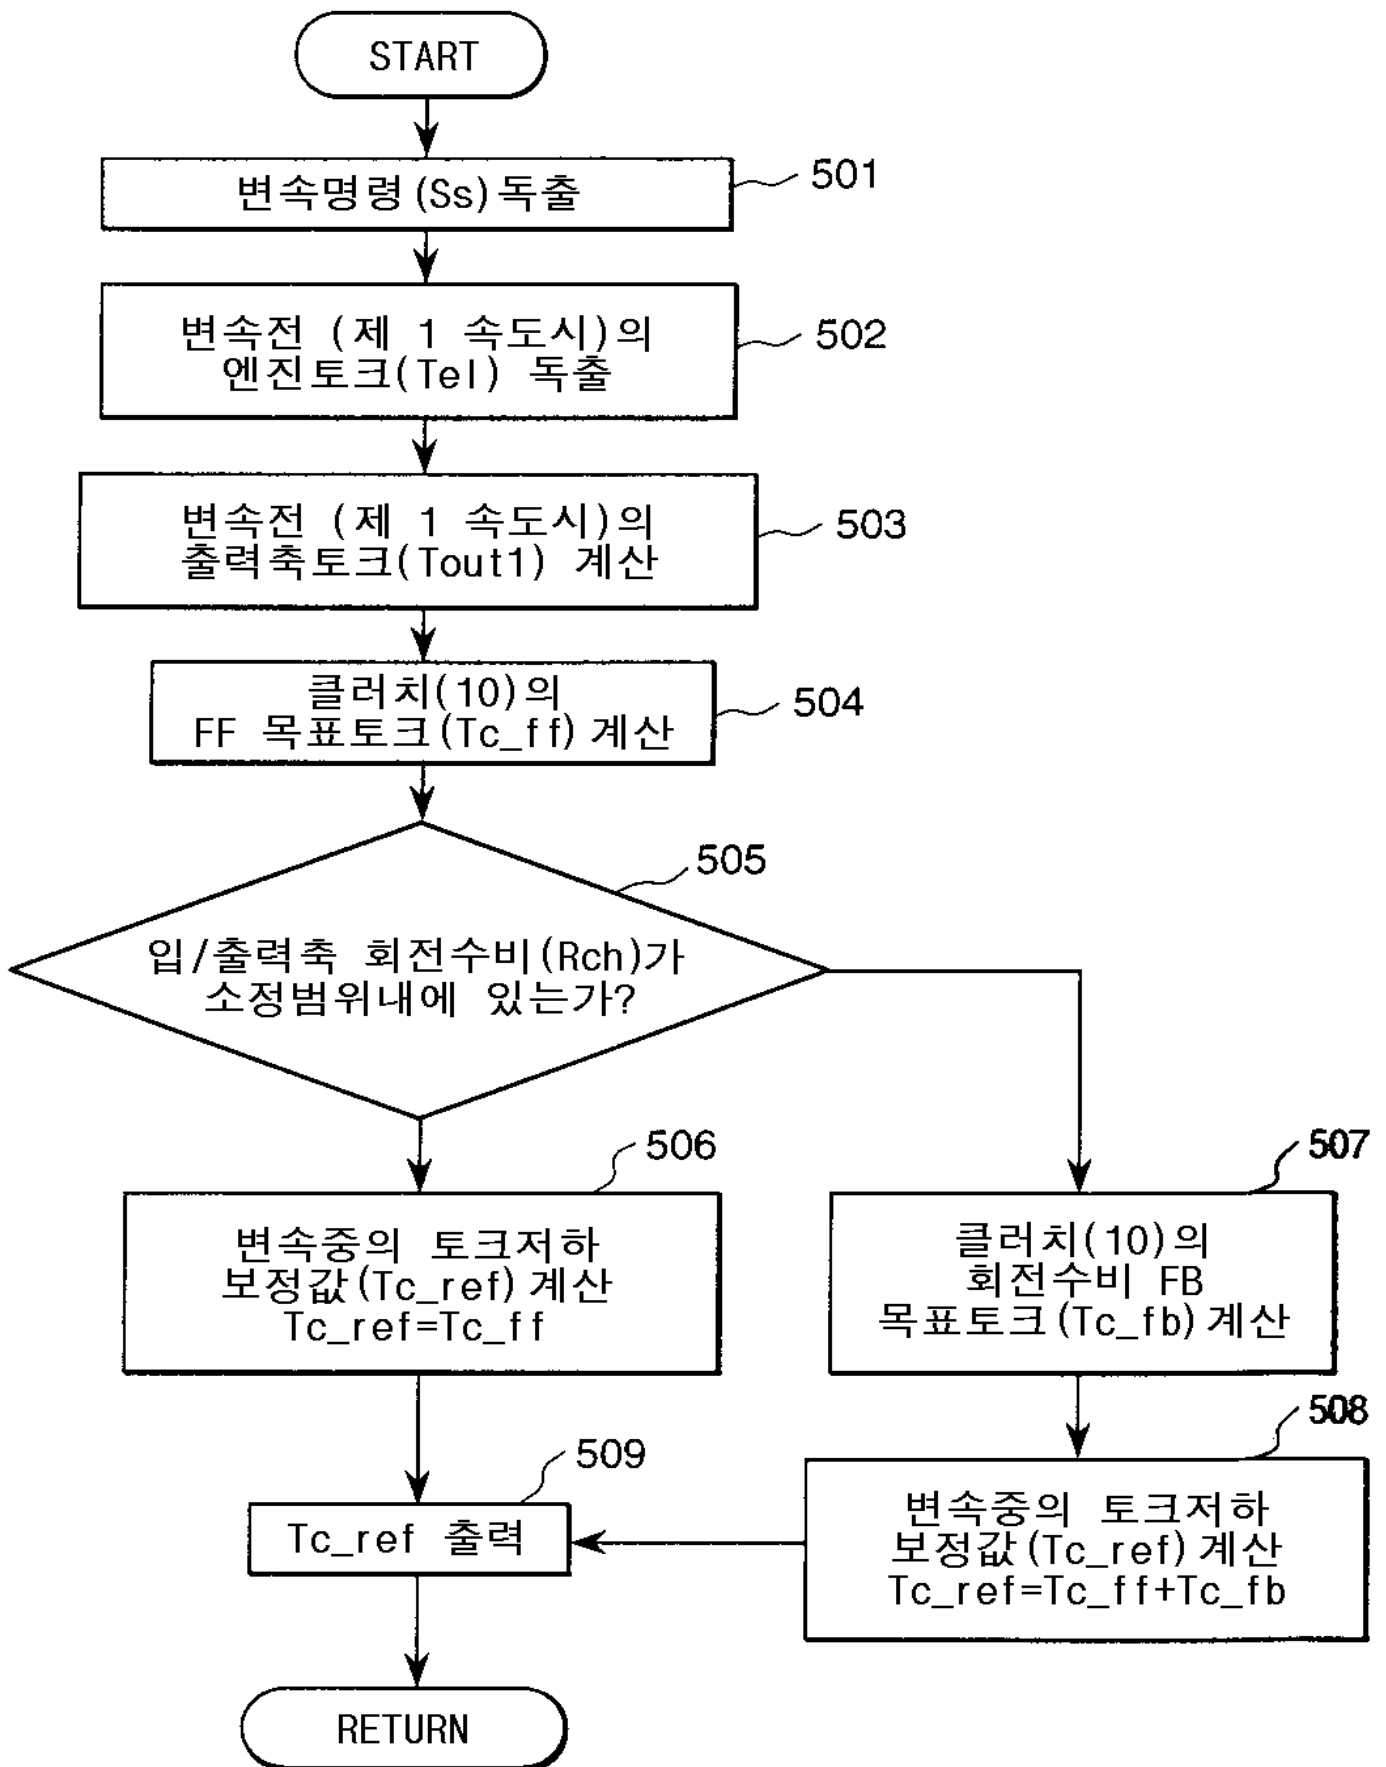 START
변속명령(Ss)독출
501
변속전 (제 1 속도시)의
엔진토크(Tel) 독출
502
변속전 (제 1 속도시)의
출력축토크(Tout1) 계산
503
클러치(10)의
FF 목표토크(Tc_ff)계산
504
505
입/출력축 회전수비(Rch)가
소정범위내에 있는가?
506
변속중의 토크저하
보정값(Tc_ref)계산
Tc_ref=Tc_ff
507
클러치(10)의
회전수비 FB
목표토크(Tc_fb)계산
508
변속중의 토크저하
보정값(Tc_ref)계산
Tc_ref=Tc_ff+Tc_fb
509
Tc_ref 출력
RETURN